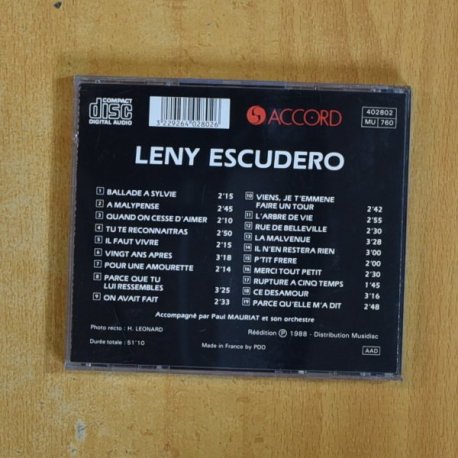 COMPACT
disc
DIGITAL AUDIO
3 229264 028026
ACCORD
402802
MU 760
LENY ESCUDERO
1 BALLADE A SYLVIE 2'15
2 A MALYPENSE 2'45
3 QUAND ON CESSE D'AIMER 2'10
4 TU TE RECONNAITRAS 2'50
5 IL FAUT VIVRE 2'15
6 VINGT ANS APRES 3'18
7 POUR UNE AMOURETTE 2'14
8 PARCE QUE TU
LUI RESSEMBLES 3'25
9 ON AVAIT FAIT 2'33
10 VIENS, JE T'EMMENE
FAIRE UN TOUR 2'42
11 L'ARBRE DE VIE 2'55
12 RUE DE BELLEVILLE 2'30
13 LA MALVENUE 3'28
14 IL N'EN RESTERA RIEN 3'00
15 P'TIT FRERE 2'00
16 MERCI TOUT PETIT 2'30
17 RUPTURE A CINQ TEMPS 1'45
18 CE DESAMOUR 3'16
19 PARCE QU'ELLE M'A DIT 2'48
Accompagné par Paul MAURIAT et son orchestre
Photo recto : H. LEONARD
Réédition Ⓟ 1988 - Distribution Musidisc
Durée totale : 51'10
Made in France by PDO
AAD